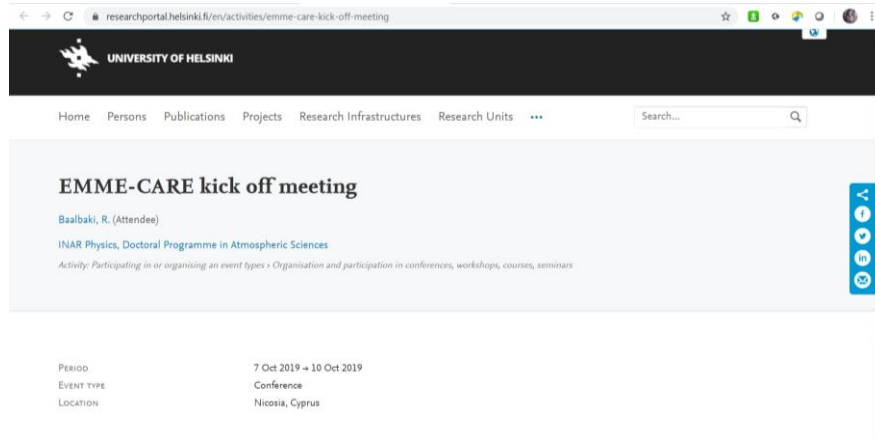 researchportal.helsinki.fi/en/activities/emme-care-kick-off-meeting
UNIVERSITY OF HELSINKI
Home Persons Publications Projects Research Infrastructures Research Units ••• Search...
EMME-CARE kick off meeting
Baalbaki, R. (Attendee)
INAR Physics, Doctoral Programme in Atmospheric Sciences
Activity: Participating in or organising an event types › Organisation and participation in conferences, workshops, courses, seminars
PERIOD 7 Oct 2019 → 10 Oct 2019
EVENT TYPE Conference
LOCATION Nicosia, Cyprus